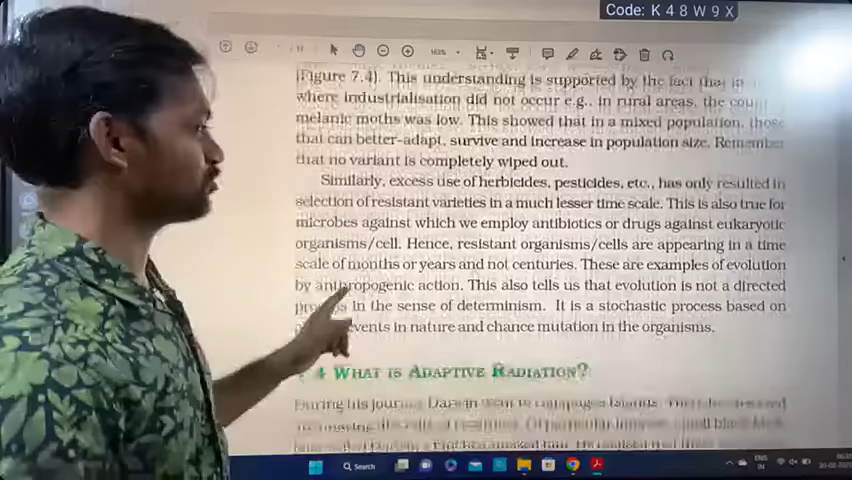 Code: K 4 8 W 9 X
163%
(Figure 7.4). This understanding is supported by the fact that in
where industrialisation did not occur e.g., in rural areas, the
melanic moths was low. This showed that in a mixed population, those
that can better-adapt, survive and increase in population size. Remember
that no variant is completely wiped out.
Similarly, excess use of herbicides, pesticides, etc., has only resulted in
selection of resistant varieties in a much lesser time scale. This is also true for
microbes against which we employ antibiotics or drugs against eukaryotic
organisms/cell. Hence, resistant organisms/cells are appearing in a time
scale of months or years and not centuries. These are examples of evolution
by anthropogenic action. This also tells us that evolution is not a directed
in the sense of determinism. It is a stochastic process based on
events in nature and chance mutation in the organisms.
4 WHAT IS ADAPTIVE RADIATION?
During his journey Darwin went to Galapagos Islands.
Search
ENG
IN